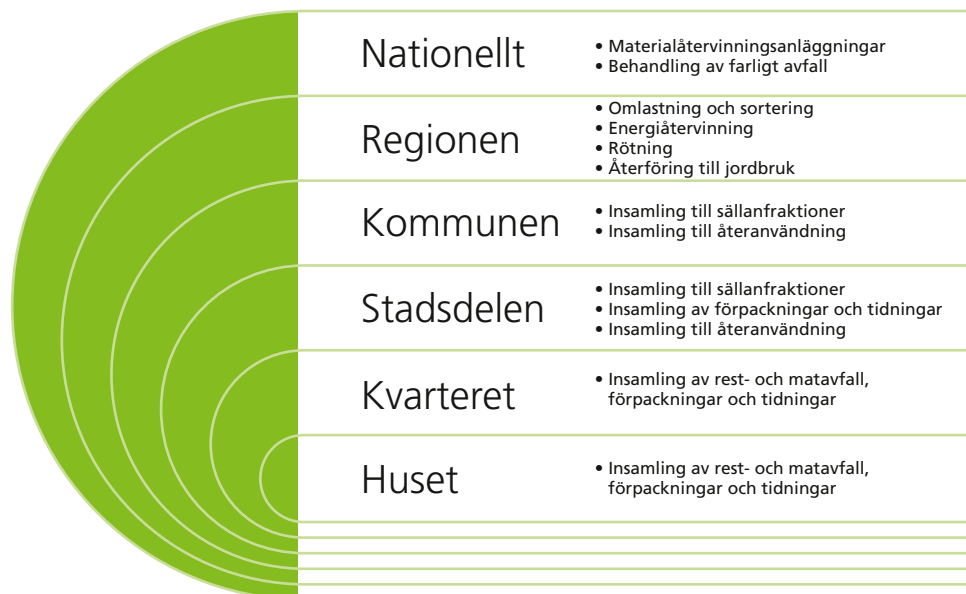 Nationellt
• Materialåtervinningsanläggningar
• Behandling av farligt avfall
Regionen
• Omlastning och sortering
• Energiåtervinning
• Rötning
• Återföring till jordbruk
Kommunen
• Insamling till sällanfraktioner
• Insamling till återanvändning
Stadsdelen
• Insamling till sällanfraktioner
• Insamling av förpackningar och tidningar
• Insamling till återanvändning
Kvarteret
• Insamling av rest- och matavfall,
förpackningar och tidningar
Huset
• Insamling av rest- och matavfall,
förpackningar och tidningar